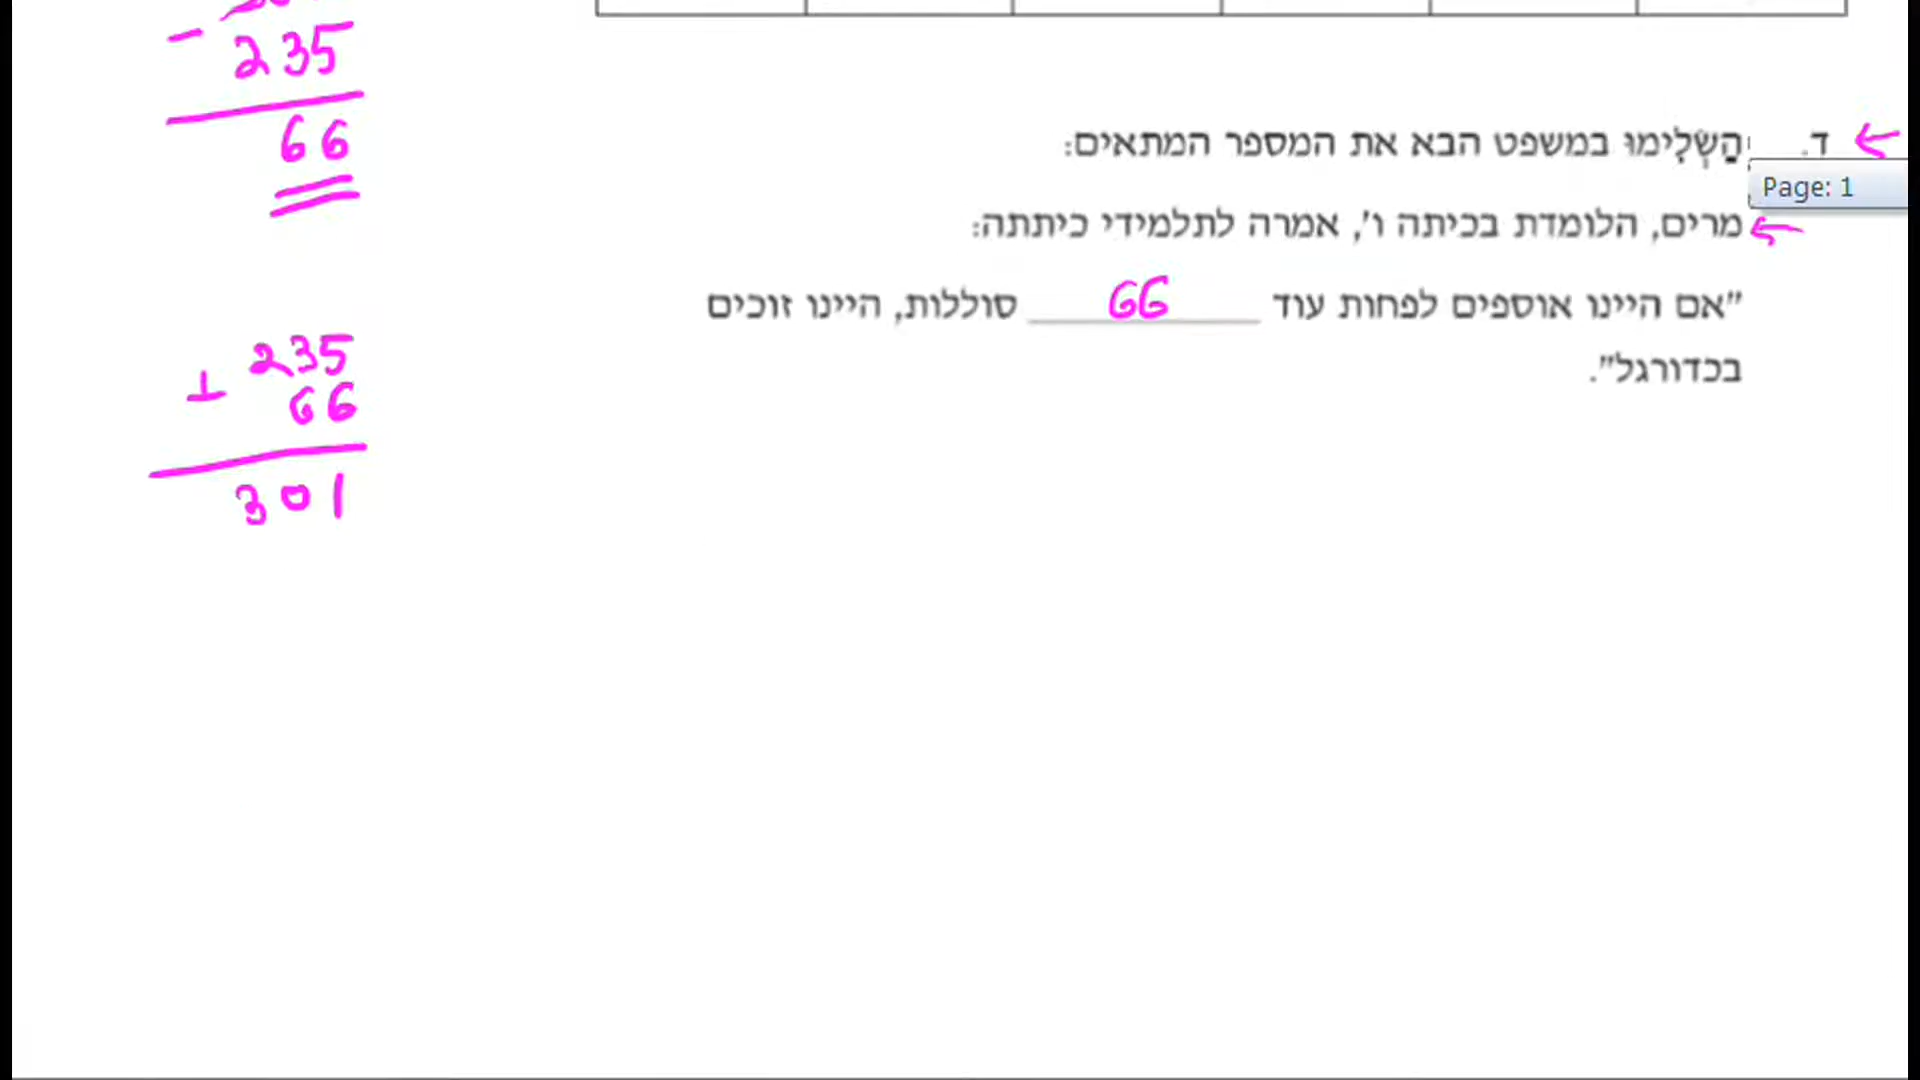 - 235
66
+ 235
66
301
ד. הַשְׁלִימוּ במשפט הבא את המספר המתאים:
Page: 1
מרים, הלומדת בכיתה ו', אמרה לתלמידי כיתתה:
"אם היינו אוספים לפחות עוד 66 סוללות, היינו זוכים
בכדורגל".